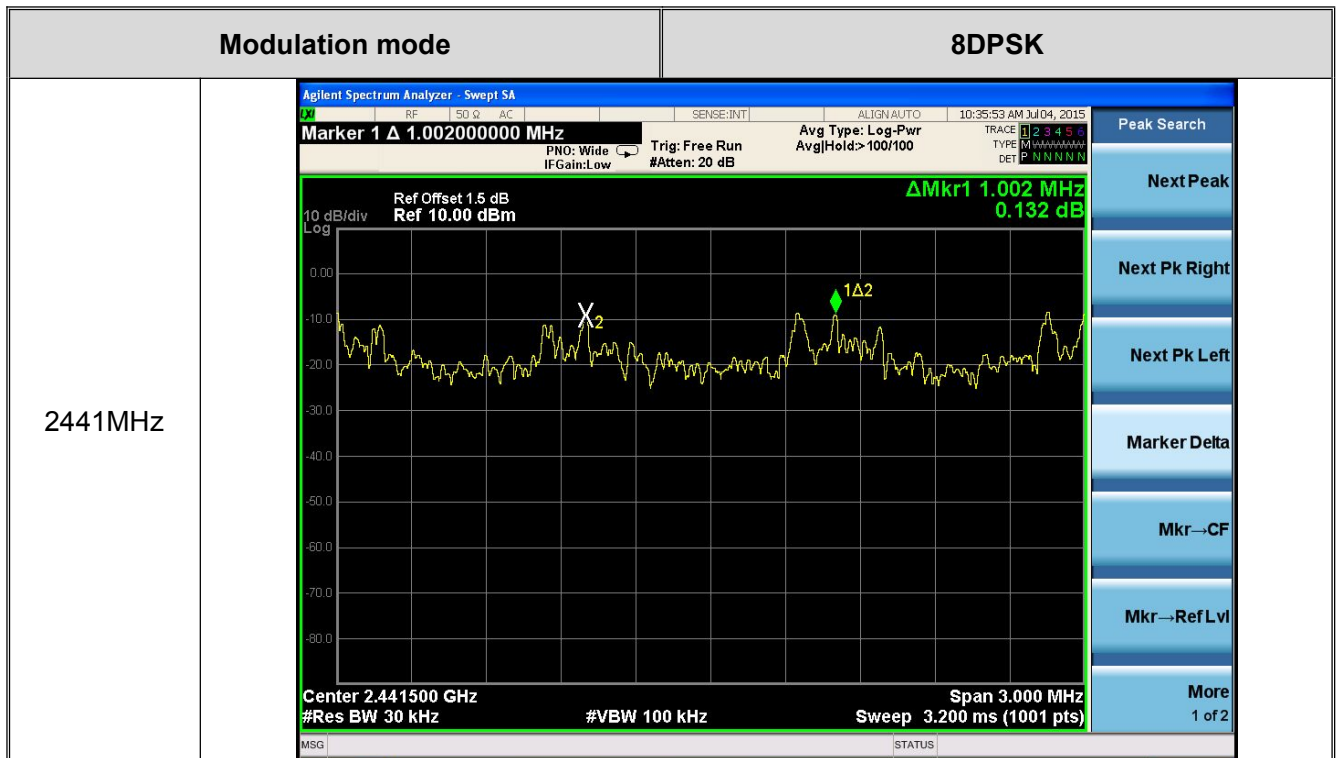 Modulation mode 8DPSK
2441MHz
Agilent Spectrum Analyzer - Swept SA
LXI RF 50 Ω AC SENSE:INT ALIGN AUTO 10:35:53 AM Jul 04, 2015
Marker 1 Δ 1.002000000 MHz
PNO: Wide
IFGain:Low
Trig: Free Run
#Atten: 20 dB
Avg Type: Log-Pwr
Avg|Hold:>100/100
TRACE 1 2 3 4 5 6
TYPE M
DET P N N N N N
ΔMkr1 1.002 MHz
0.132 dB
Ref Offset 1.5 dB
10 dB/div Ref 10.00 dBm
Log
0.00
-10.0
-20.0
-30.0
-40.0
-50.0
-60.0
-70.0
-80.0
X2
1Δ2
Center 2.441500 GHz Span 3.000 MHz
#Res BW 30 kHz #VBW 100 kHz Sweep 3.200 ms (1001 pts)
MSG STATUS
Peak Search
Next Peak
Next Pk Right
Next Pk Left
Marker Delta
Mkr→CF
Mkr→Ref Lvl
More
1 of 2